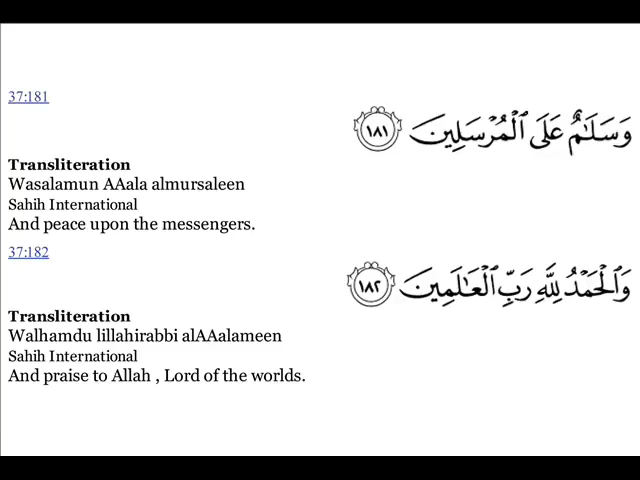 37:181
وَسَلَـٰمٌ عَلَى ٱلْمُرْسَلِينَ ١٨١
Transliteration
Wasalamun AAala almursaleen
Sahih International
And peace upon the messengers.
37:182
وَٱلْحَمْدُ لِلَّهِ رَبِّ ٱلْعَـٰلَمِينَ ١٨٢
Transliteration
Walhamdu lillahirabbi alAAalameen
Sahih International
And praise to Allah , Lord of the worlds.